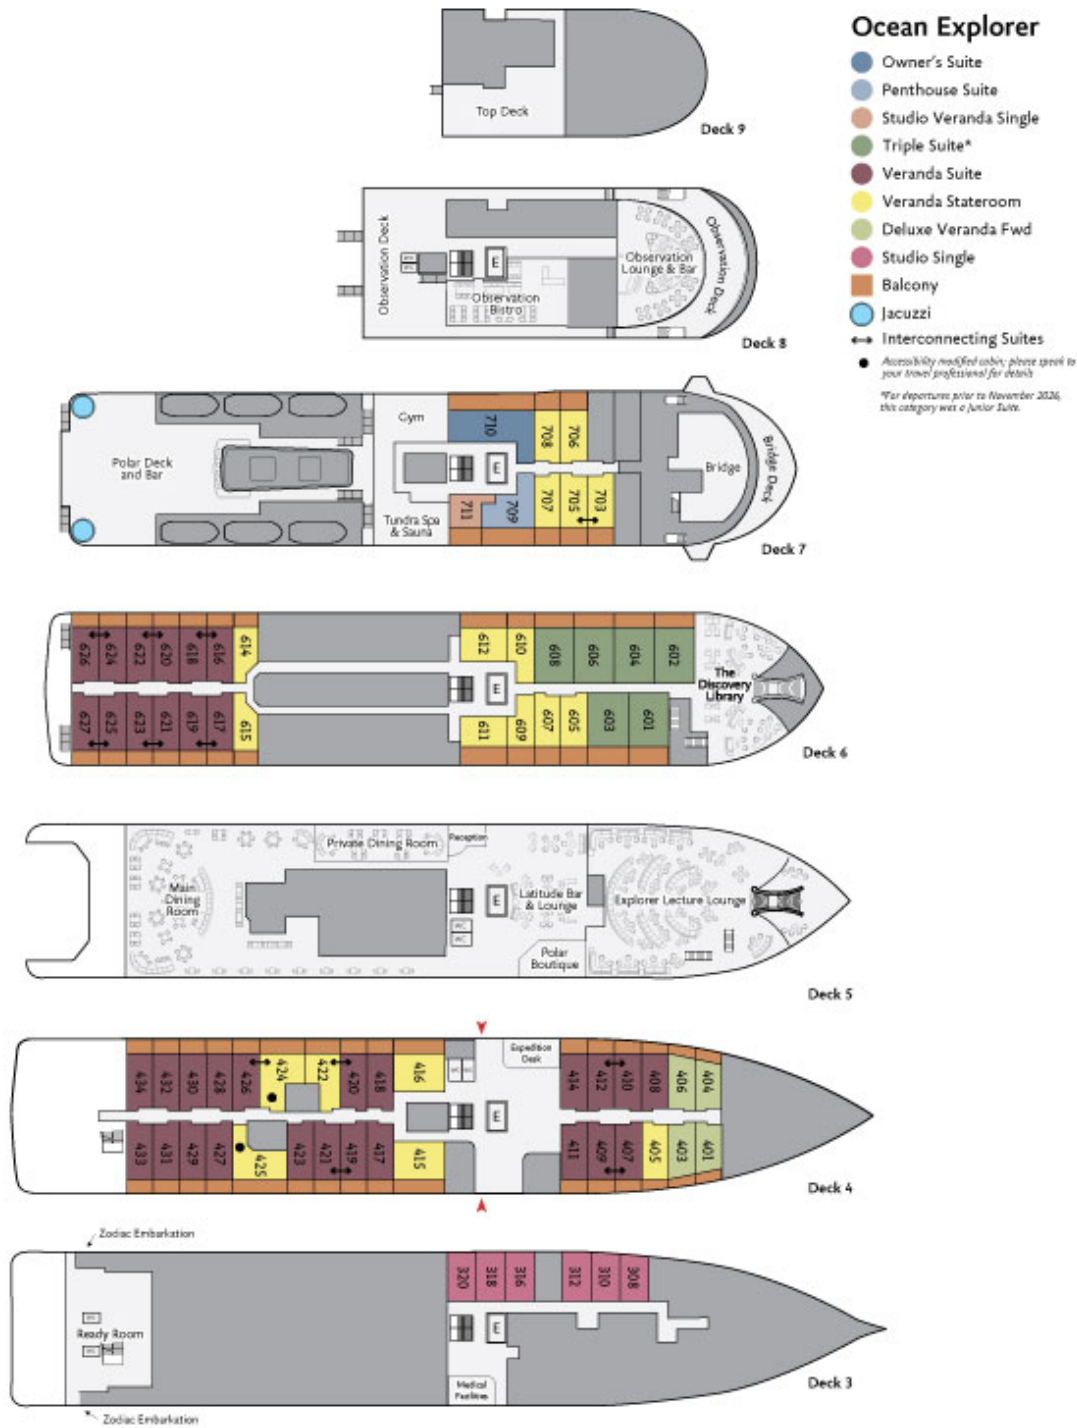 Ocean Explorer
Owner's Suite
Penthouse Suite
Studio Veranda Single
Triple Suite*
Veranda Suite
Veranda Stateroom
Deluxe Veranda Fwd
Studio Single
Balcony
Jacuzzi
Interconnecting Suites
Accessibility modified cabin; please speak to
your travel professional for details
*For departures prior to November 2026,
this category was a Junior Suite.
Top Deck
Deck 9
Observation Deck
E
Observation
Lounge & Bar
Observation Deck
Observation
Bistro
Deck 8
Polar Deck
and Bar
Gym
710
708
706
E
Bridge
Bridge Deck
711
709
707
705
703
Tundra Spa
& Sauna
Deck 7
626
624
622
620
618
616
614
612
610
608
606
604
602
E
The
Discovery
Library
627
625
623
621
619
617
615
611
609
607
605
603
601
Deck 6
Private Dining Room
Reception
Main
Dining
Room
E
WC
WC
Latitude Bar
& Lounge
Explorer Lecture Lounge
Polar
Boutique
Deck 5
Expedition
Desk
434
432
430
428
426
424
422
420
418
416
WC
WC
414
412
410
408
406
404
E
433
431
429
427
425
423
421
419
417
415
411
409
407
405
403
401
Deck 4
Zodiac Embarkation
320
318
316
312
310
308
Ready Room
E
Medical
Facilities
Deck 3
Zodiac Embarkation